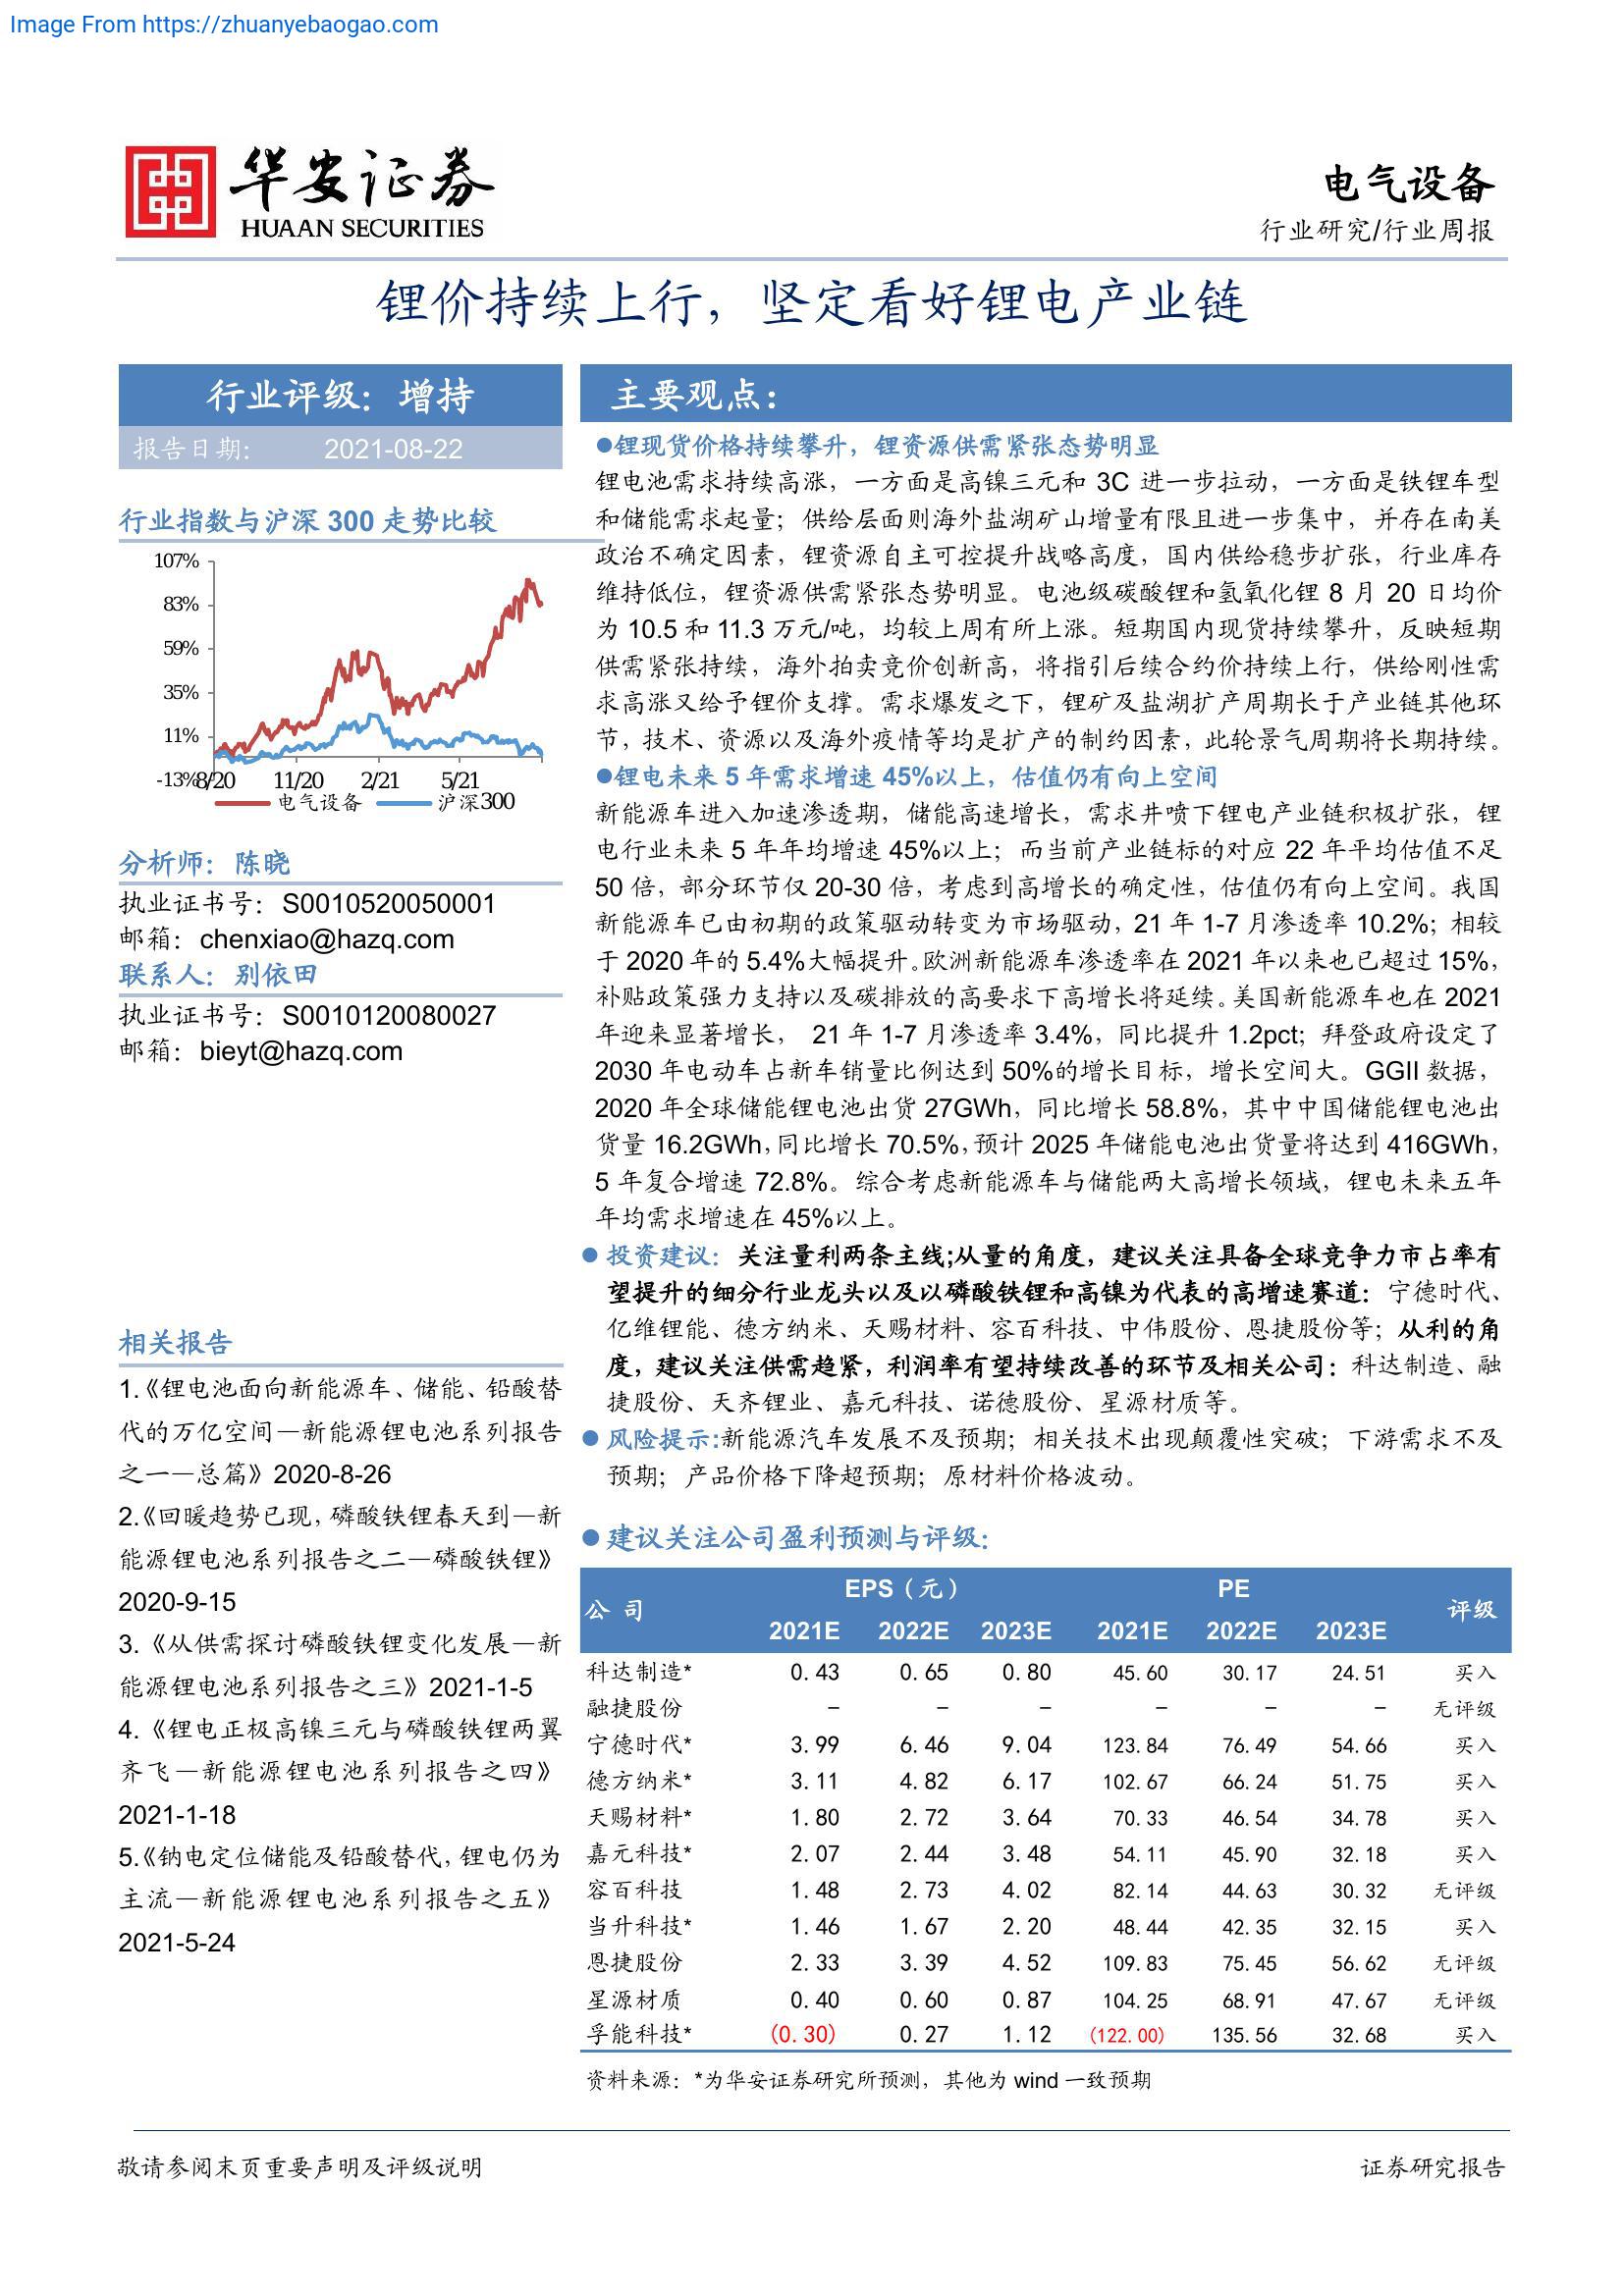 Image From https://zhuanyebaogao.com
华安证券
HUAAN SECURITIES
电气设备
行业研究/行业周报
锂价持续上行，坚定看好锂电产业链
行业评级：增持
报告日期： 2021-08-22
行业指数与沪深 300 走势比较
107%
83%
59%
35%
11%
-13%
8/20 11/20 2/21 5/21
电气设备 沪深300
分析师：陈晓
执业证书号：S0010520050001
邮箱：chenxiao@hazq.com
联系人：别依田
执业证书号：S0010120080027
邮箱：bieyt@hazq.com
相关报告
1.《锂电池面向新能源车、储能、铅酸替
代的万亿空间—新能源锂电池系列报告
之一—总篇》2020-8-26
2.《回暖趋势已现，磷酸铁锂春天到—新
能源锂电池系列报告之二—磷酸铁锂》
2020-9-15
3.《从供需探讨磷酸铁锂变化发展—新
能源锂电池系列报告之三》2021-1-5
4.《锂电正极高镍三元与磷酸铁锂两翼
齐飞—新能源锂电池系列报告之四》
2021-1-18
5.《钠电定位储能及铅酸替代，锂电仍为
主流—新能源锂电池系列报告之五》
2021-5-24
主要观点：
●锂现货价格持续攀升，锂资源供需紧张态势明显
锂电池需求持续高涨，一方面是高镍三元和 3C 进一步拉动，一方面是铁锂车型
和储能需求起量；供给层面则海外盐湖矿山增量有限且进一步集中，并存在南美
政治不确定因素，锂资源自主可控提升战略高度，国内供给稳步扩张，行业库存
维持低位，锂资源供需紧张态势明显。电池级碳酸锂和氢氧化锂 8 月 20 日均价
为 10.5 和 11.3 万元/吨，均较上周有所上涨。短期国内现货持续攀升，反映短期
供需紧张持续，海外拍卖竞价创新高，将指引后续合约价持续上行，供给刚性需
求高涨又给予锂价支撑。需求爆发之下，锂矿及盐湖扩产周期长于产业链其他环
节，技术、资源以及海外疫情等均是扩产的制约因素，此轮景气周期将长期持续。
●锂电未来 5 年需求增速 45%以上，估值仍有向上空间
新能源车进入加速渗透期，储能高速增长，需求井喷下锂电产业链积极扩张，锂
电行业未来 5 年年均增速 45%以上；而当前产业链标的对应 22 年平均估值不足
50 倍，部分环节仅 20-30 倍，考虑到高增长的确定性，估值仍有向上空间。我国
新能源车已由初期的政策驱动转变为市场驱动，21 年 1-7 月渗透率 10.2%；相较
于 2020 年的 5.4%大幅提升。欧洲新能源车渗透率在 2021 年以来也已超过 15%，
补贴政策强力支持以及碳排放的高要求下高增长将延续。美国新能源车也在 2021
年迎来显著增长， 21 年 1-7 月渗透率 3.4%，同比提升 1.2pct；拜登政府设定了
2030 年电动车占新车销量比例达到 50%的增长目标，增长空间大。GGII 数据，
2020 年全球储能锂电池出货 27GWh，同比增长 58.8%，其中中国储能锂电池出
货量 16.2GWh，同比增长 70.5%，预计 2025 年储能电池出货量将达到 416GWh，
5 年复合增速 72.8%。综合考虑新能源车与储能两大高增长领域，锂电未来五年
年均需求增速在 45%以上。
● 投资建议：关注量利两条主线;从量的角度，建议关注具备全球竞争力市占率有
望提升的细分行业龙头以及以磷酸铁锂和高镍为代表的高增速赛道：宁德时代、
亿维锂能、德方纳米、天赐材料、容百科技、中伟股份、恩捷股份等；从利的角
度，建议关注供需趋紧，利润率有望持续改善的环节及相关公司：科达制造、融
捷股份、天齐锂业、嘉元科技、诺德股份、星源材质等。
● 风险提示:新能源汽车发展不及预期；相关技术出现颠覆性突破；下游需求不及
预期；产品价格下降超预期；原材料价格波动。
● 建议关注公司盈利预测与评级：
公 司 EPS（元） PE 评级
2021E 2022E 2023E 2021E 2022E 2023E
科达制造* 0.43 0.65 0.80 45.60 30.17 24.51 买入
融捷股份 - - - - - - 无评级
宁德时代* 3.99 6.46 9.04 123.84 76.49 54.66 买入
德方纳米* 3.11 4.82 6.17 102.67 66.24 51.75 买入
天赐材料* 1.80 2.72 3.64 70.33 46.54 34.78 买入
嘉元科技* 2.07 2.44 3.48 54.11 45.90 32.18 买入
容百科技 1.48 2.73 4.02 82.14 44.63 30.32 无评级
当升科技* 1.46 1.67 2.20 48.44 42.35 32.15 买入
恩捷股份 2.33 3.39 4.52 109.83 75.45 56.62 无评级
星源材质 0.40 0.60 0.87 104.25 68.91 47.67 无评级
孚能科技* (0.30) 0.27 1.12 (122.00) 135.56 32.68 买入
资料来源：*为华安证券研究所预测，其他为 wind 一致预期
敬请参阅末页重要声明及评级说明
证券研究报告